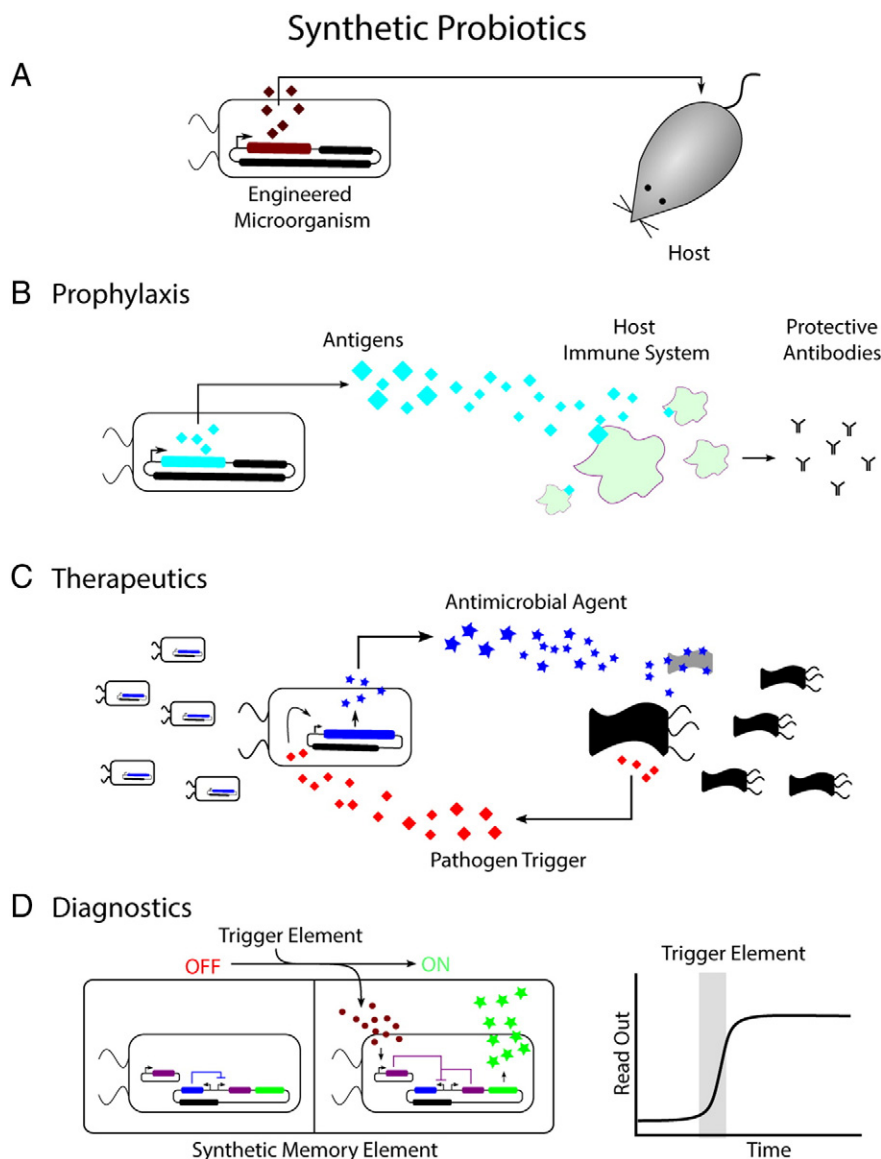 Synthetic Probiotics
A
Engineered
Microorganism
Host
B Prophylaxis
Antigens
Host
Immune System
Protective
Antibodies
C Therapeutics
Antimicrobial Agent
Pathogen Trigger
D Diagnostics
Trigger Element
OFF
ON
Synthetic Memory Element
Trigger Element
Read Out
Time